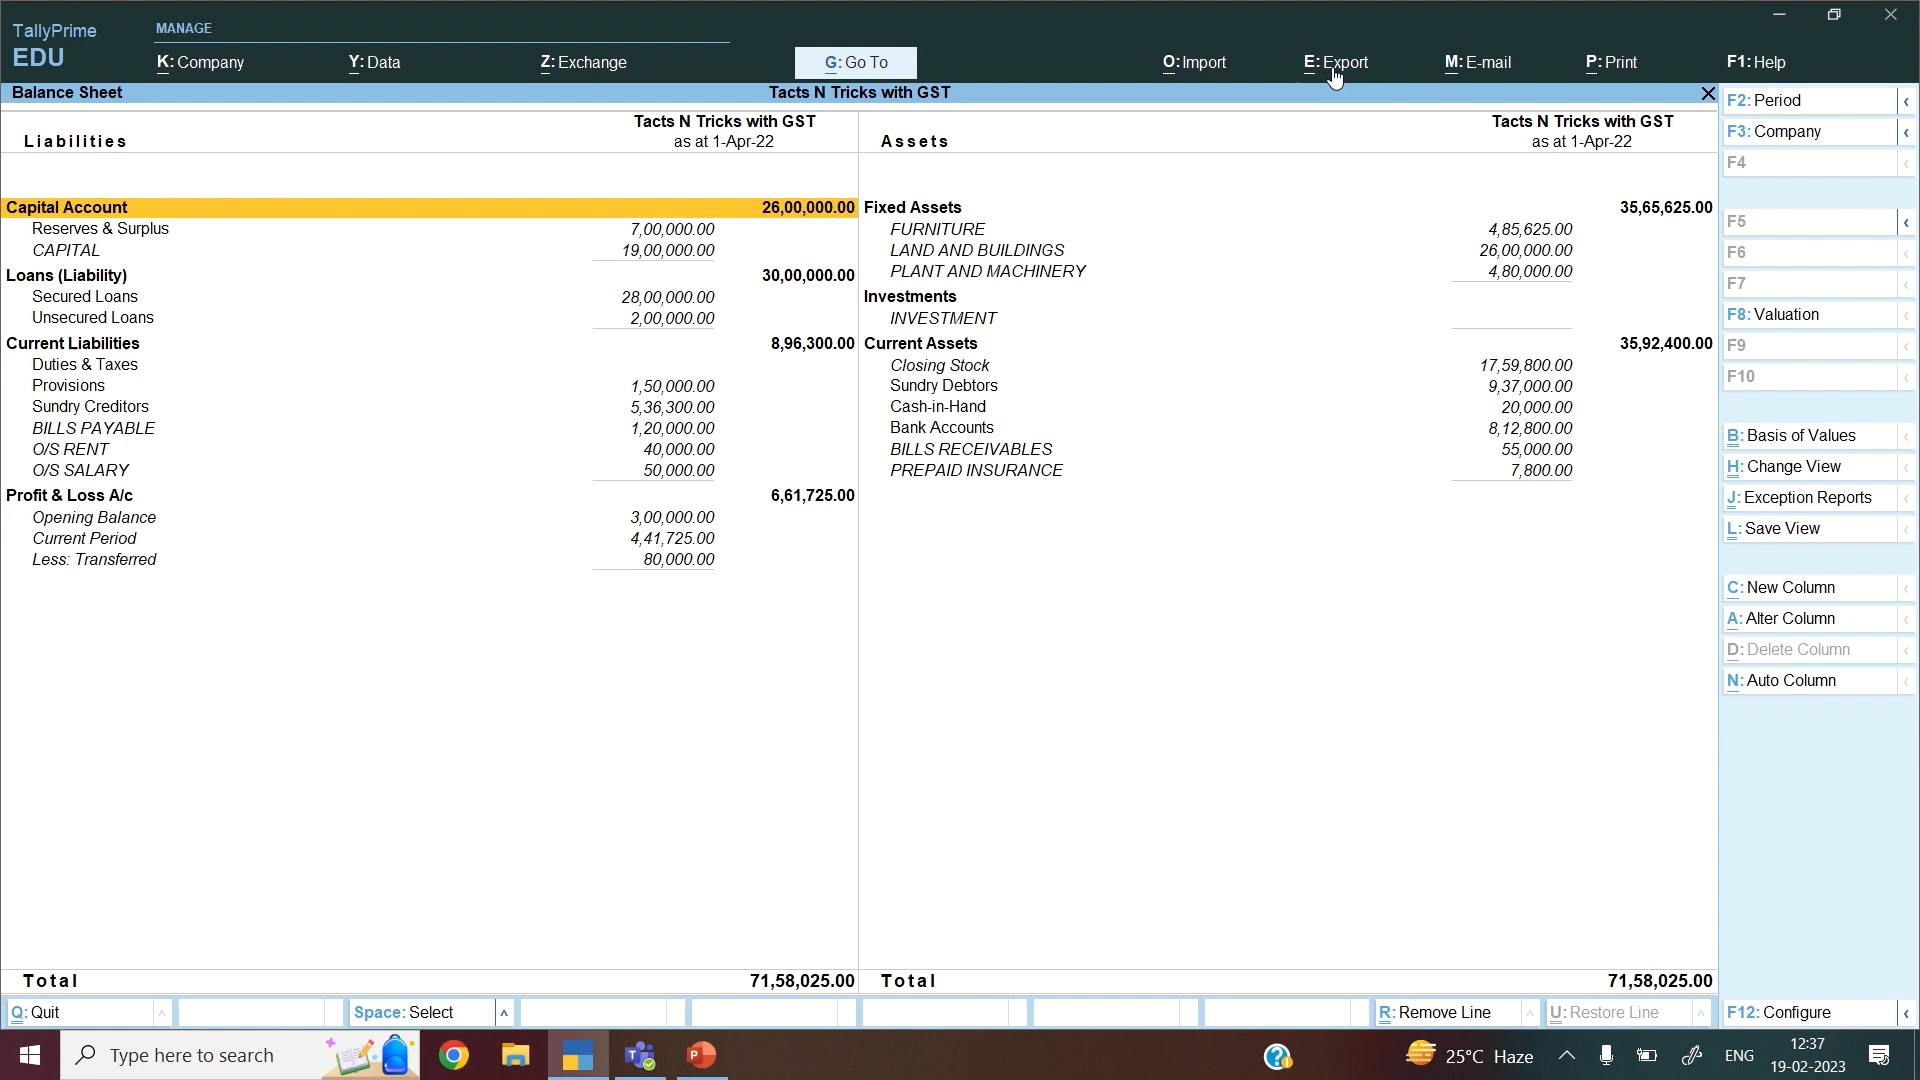 TallyPrime
EDU
MANAGE
K: Company Y: Data Z: Exchange G: Go To O: Import E: Export M: E-mail P: Print F1: Help
Balance Sheet Tacts N Tricks with GST
Liabilities Tacts N Tricks with GST
as at 1-Apr-22
Assets Tacts N Tricks with GST
as at 1-Apr-22
Capital Account 26,00,000.00
Reserves & Surplus 7,00,000.00
CAPITAL 19,00,000.00
Loans (Liability) 30,00,000.00
Secured Loans 28,00,000.00
Unsecured Loans 2,00,000.00
Current Liabilities 8,96,300.00
Duties & Taxes
Provisions 1,50,000.00
Sundry Creditors 5,36,300.00
BILLS PAYABLE 1,20,000.00
O/S RENT 40,000.00
O/S SALARY 50,000.00
Profit & Loss A/c 6,61,725.00
Opening Balance 3,00,000.00
Current Period 4,41,725.00
Less: Transferred 80,000.00
Total 71,58,025.00
Fixed Assets 35,65,625.00
FURNITURE 4,85,625.00
LAND AND BUILDINGS 26,00,000.00
PLANT AND MACHINERY 4,80,000.00
Investments
INVESTMENT
Current Assets 35,92,400.00
Closing Stock 17,59,800.00
Sundry Debtors 9,37,000.00
Cash-in-Hand 20,000.00
Bank Accounts 8,12,800.00
BILLS RECEIVABLES 55,000.00
PREPAID INSURANCE 7,800.00
Total 71,58,025.00
F2: Period
F3: Company
F4
F5
F6
F7
F8: Valuation
F9
F10
B: Basis of Values
H: Change View
J: Exception Reports
L: Save View
C: New Column
A: Alter Column
D: Delete Column
N: Auto Column
F12: Configure
Q: Quit Space: Select R: Remove Line U: Restore Line
Type here to search
25°C Haze ENG
12:37
19-02-2023